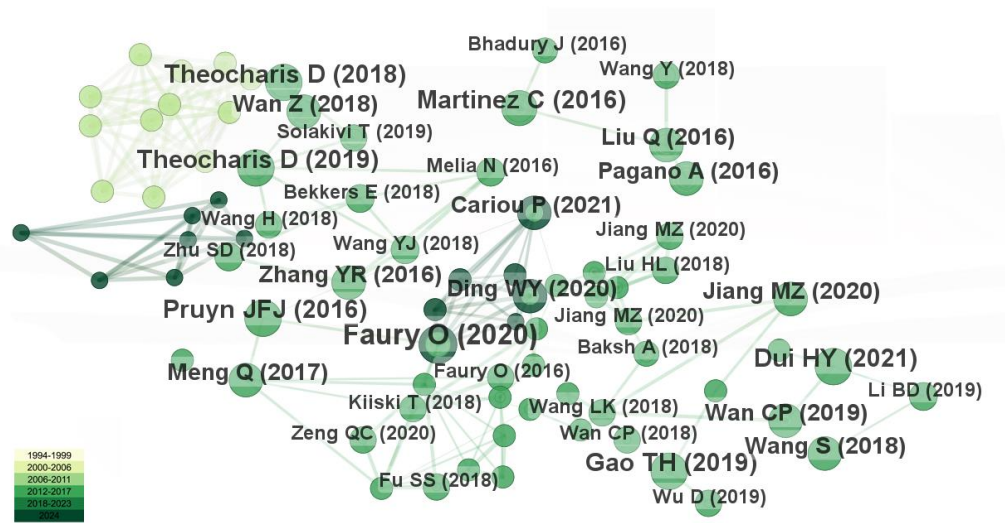 Bhadury J (2016)
Wang Y (2018)
Theocharis D (2018)
Wan Z (2018)
Martinez C (2016)
Solakivi T (2019)
Liu Q (2016)
Theocharis D (2019)
Melia N (2016)
Pagano A (2016)
Bekkers E (2018)
Cariou P (2021)
Wang H (2018)
Jiang MZ (2020)
Zhu SD (2018)
Wang YJ (2018)
Liu HL (2018)
Zhang YR (2016)
Ding WY (2020)
Jiang MZ (2020)
Pruyn JFJ (2016)
Jiang MZ (2020)
Faury O (2020)
Baksh A (2018)
Dui HY (2021)
Meng Q (2017)
Faury O (2016)
Li BD (2019)
Kiiski T (2018)
Wang LK (2018)
Wan CP (2019)
Zeng QC (2020)
Wan CP (2018)
Wang S (2018)
Gao TH (2019)
Fu SS (2018)
Wu D (2019)
1994-1999
2000-2006
2006-2011
2012-2017
2018-2023
2024